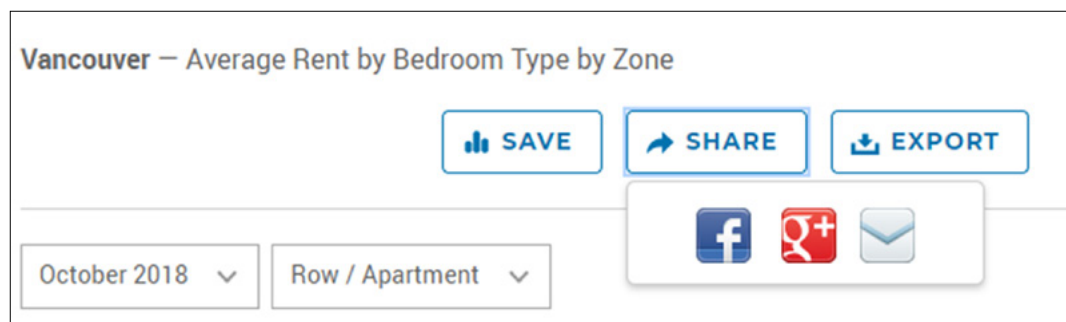 Vancouver — Average Rent by Bedroom Type by Zone
SAVE SHARE EXPORT
f g+
October 2018 Row / Apartment